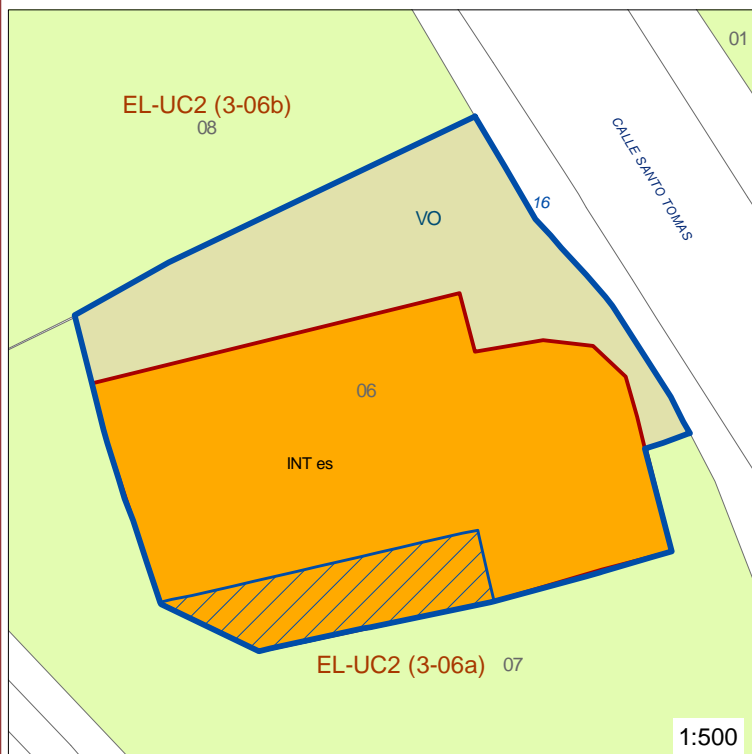 01
EL-UC2 (3-06b)
08
CALLE SANTO TOMAS
16
VO
06
INT es
EL-UC2 (3-06a) 07
1:500